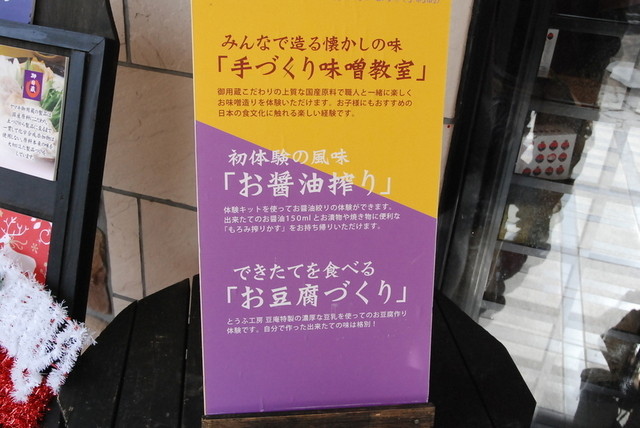 みんなで造る懐かしの味
「手づくり味噌教室」
御用蔵こだわりの上質な国産原料で職人と一緒に楽しく
お味噌造りを体験いただけます。お子様にもおすすめの
日本の食文化に触れる楽しい経験です。
初体験の風味
「お醤油搾り」
体験キットを使ってお醤油絞りの体験ができます。
出来たてのお醤油150mlとお漬物や焼き物に便利な
「もろみ搾りかす」をお持ち帰りいただけます。
できたてを食べる
「お豆腐づくり」
とうふ工房 豆庵特製の濃厚な豆乳を使ってのお豆腐作り
体験です。自分で作った出来たての味は格別！